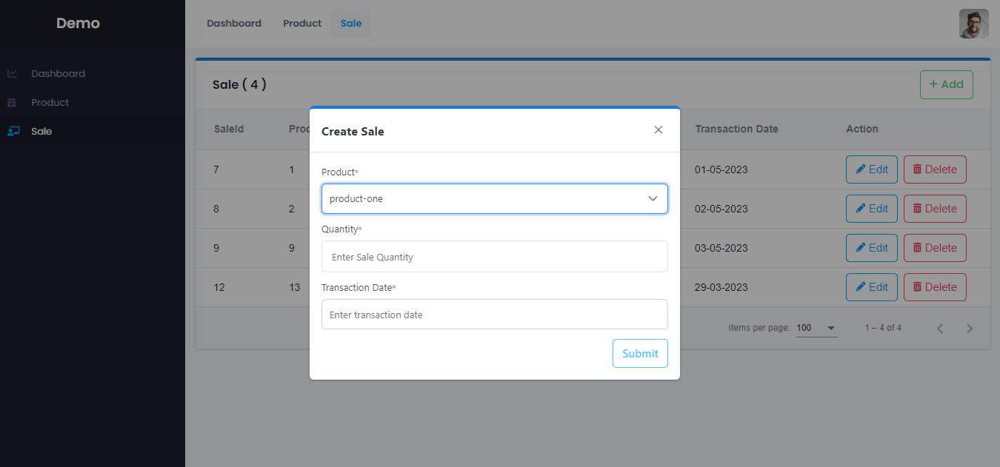 Demo
Dashboard Product Sale
Dashboard
Product
Sale
Sale ( 4 )
+ Add
SaleId Transaction Date Action
7 1 01-05-2023 Edit Delete
8 2 02-05-2023 Edit Delete
9 9 03-05-2023 Edit Delete
12 13 29-03-2023 Edit Delete
Items per page: 100 1 – 4 of 4
Create Sale
Product*
product-one
Quantity*
Enter Sale Quantity
Transaction Date*
Enter transaction date
Submit